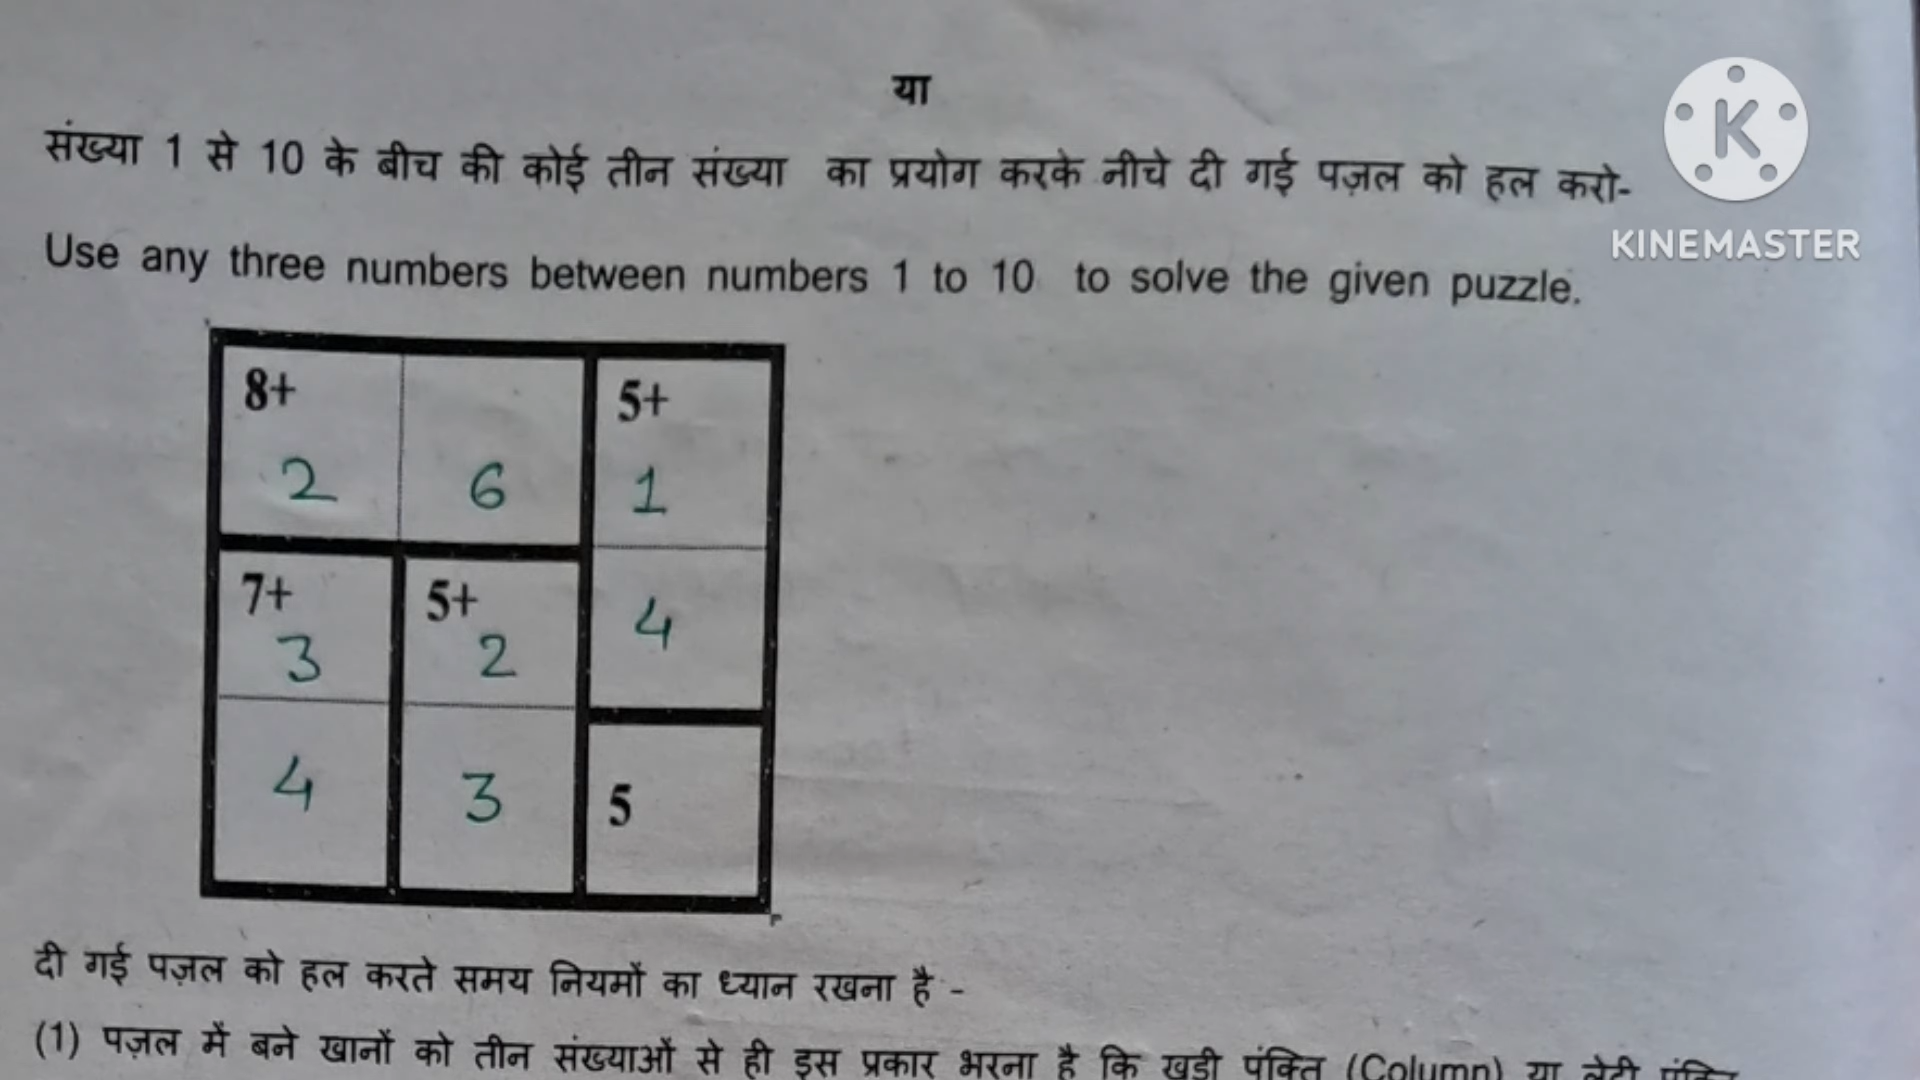 या
संख्या 1 से 10 के बीच की कोई तीन संख्या का प्रयोग करके नीचे दी गई पज़ल को हल करो-
K
KINEMASTER
Use any three numbers between numbers 1 to 10 to solve the given puzzle.
8+ 5+
2 6 1
7+ 5+ 4
3 2
4 3 5
दी गई पज़ल को हल करते समय नियमों का ध्यान रखना है -
(1) पज़ल में बने खानों को तीन संख्याओं से ही इस प्रकार भरना है कि खड़ी पंक्ति (Column) या लेटी पंक्ति